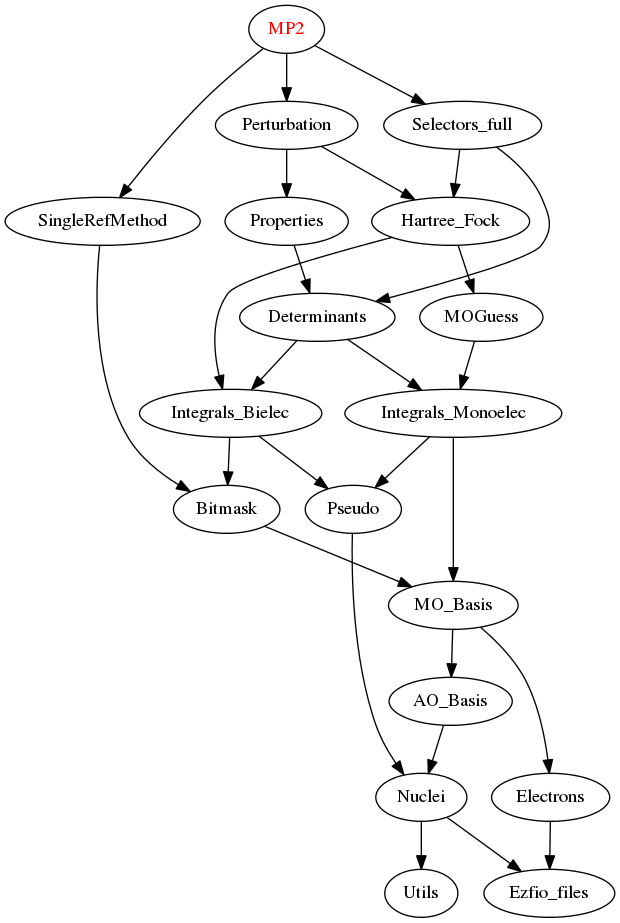 MP2
Perturbation
Selectors_full
SingleRefMethod
Properties
Hartree_Fock
Determinants
MOGuess
Integrals_Bielec
Integrals_Monoelec
Bitmask
Pseudo
MO_Basis
AO_Basis
Nuclei
Electrons
Utils
Ezfio_files